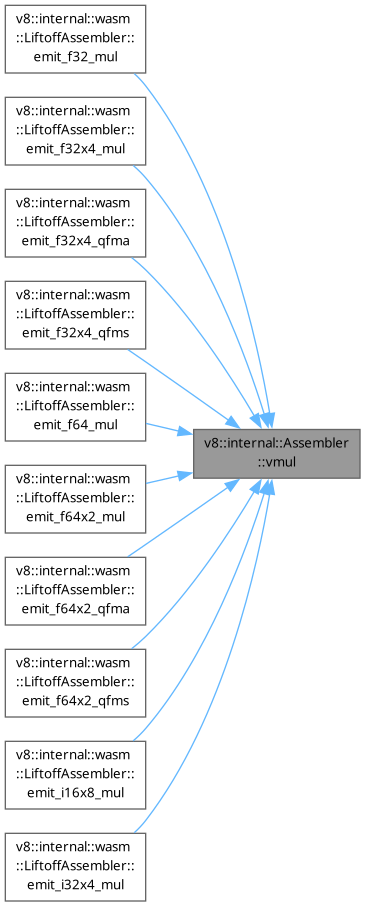 v8::internal::wasm
::LiftoffAssembler::
emit_f32_mul
v8::internal::wasm
::LiftoffAssembler::
emit_f32x4_mul
v8::internal::wasm
::LiftoffAssembler::
emit_f32x4_qfma
v8::internal::wasm
::LiftoffAssembler::
emit_f32x4_qfms
v8::internal::wasm
::LiftoffAssembler::
emit_f64_mul
v8::internal::Assembler
::vmul
v8::internal::wasm
::LiftoffAssembler::
emit_f64x2_mul
v8::internal::wasm
::LiftoffAssembler::
emit_f64x2_qfma
v8::internal::wasm
::LiftoffAssembler::
emit_f64x2_qfms
v8::internal::wasm
::LiftoffAssembler::
emit_i16x8_mul
v8::internal::wasm
::LiftoffAssembler::
emit_i32x4_mul